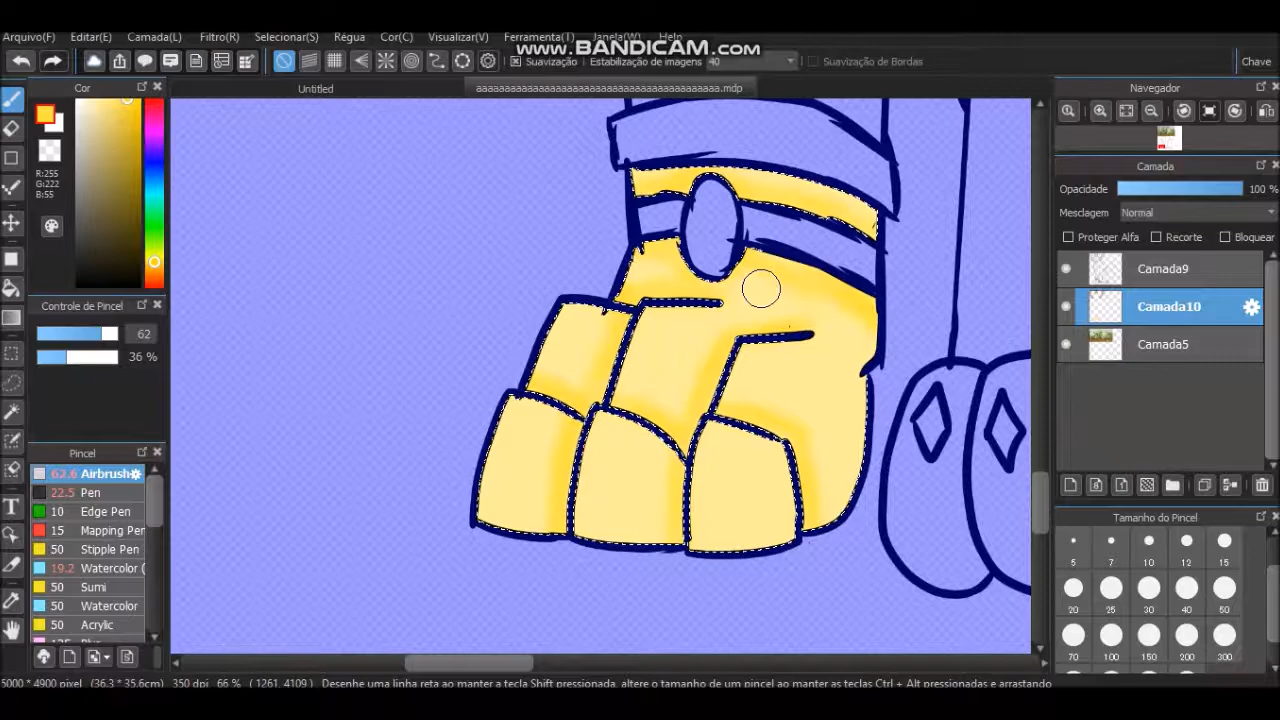 Arquivo(F) Editar(E) Camada(L) Filtro(R) Selecionar(S) Régua Cor(C) Visualizar(V) Ferramenta(T) Janela(W) Help
www.BANDICAM.com
Suavização Estabilização de imagens 40 Suavização de Bordas Chave
Cor
Untitled
aaaaaaaaaaaaaaaaaaaaaaaaaaaaaaaaaaaaaaaaaaaa.mdp
Navegador
R:255
G:222
B:55
Camada
Opacidade 100 %
Mesclagem Normal
Proteger Alfa Recorte Bloquear
Camada9
Camada10
Camada5
Controle de Pincel
62
36 %
Pincel
62.6 Airbrush
22.5 Pen
10 Edge Pen
15 Mapping Pen
50 Stipple Pen
19.2 Watercolor (
50 Sumi
50 Watercolor
50 Acrylic
Tamanho do Pincel
5 7 10 12 15
20 25 30 40 50
70 100 150 200 300
5000 * 4900 pixel (36.3 * 35.6cm) 350 dpi 66 % ( 1261, 4109 ) Desenhe uma linha reta ao manter a tecla Shift pressionada, altere o tamanho de um pincel ao manter as teclas Ctrl + Alt pressionadas e arrastando